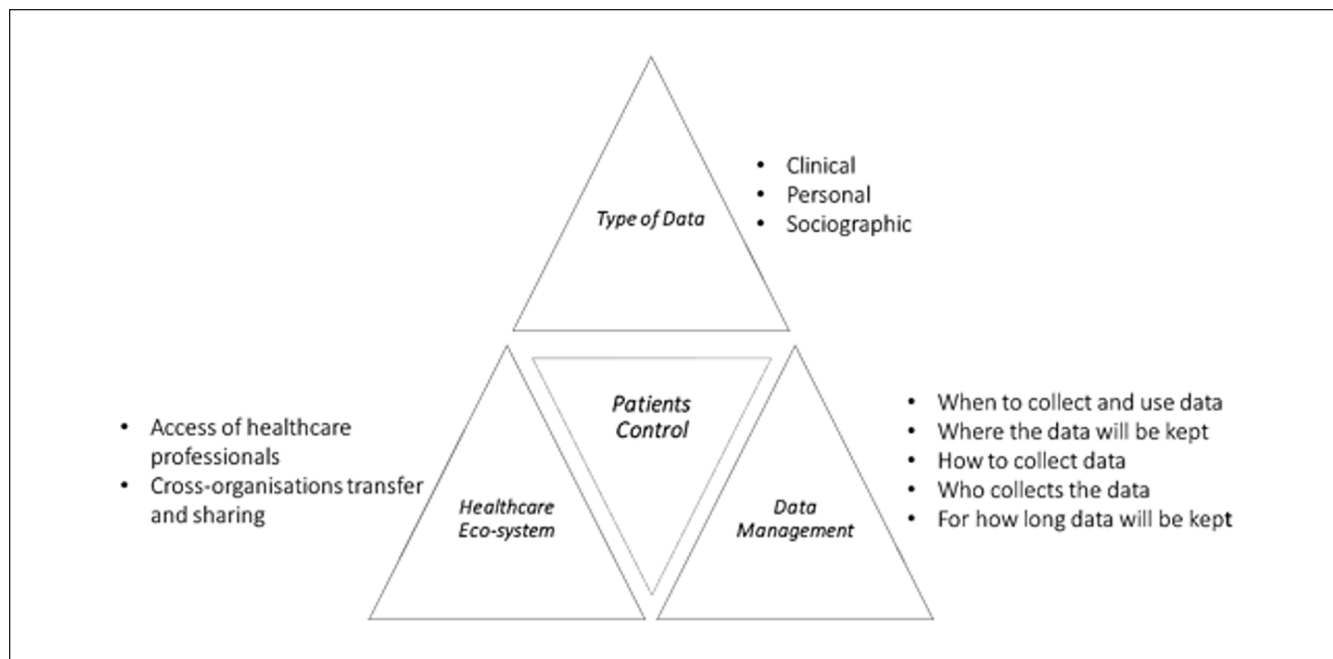 • Clinical
• Personal
• Sociographic
Type of Data
Patients
Control
• Access of healthcare
professionals
• Cross-organisations transfer
and sharing
Healthcare
Eco-system
Data
Management
• When to collect and use data
• Where the data will be kept
• How to collect data
• Who collects the data
• For how long data will be kept